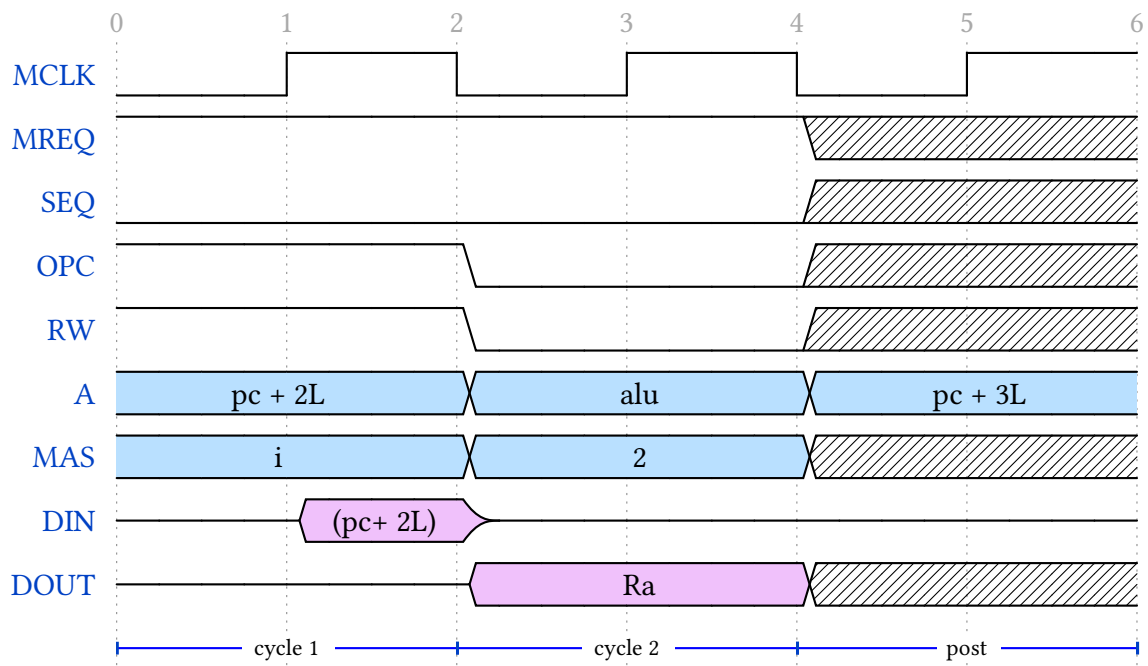 0 1 2 3 4 5 6
MCLK
MREQ
SEQ
OPC
RW
A pc + 2L alu pc + 3L
MAS i 2
DIN (pc+ 2L)
DOUT Ra
cycle 1 cycle 2 post